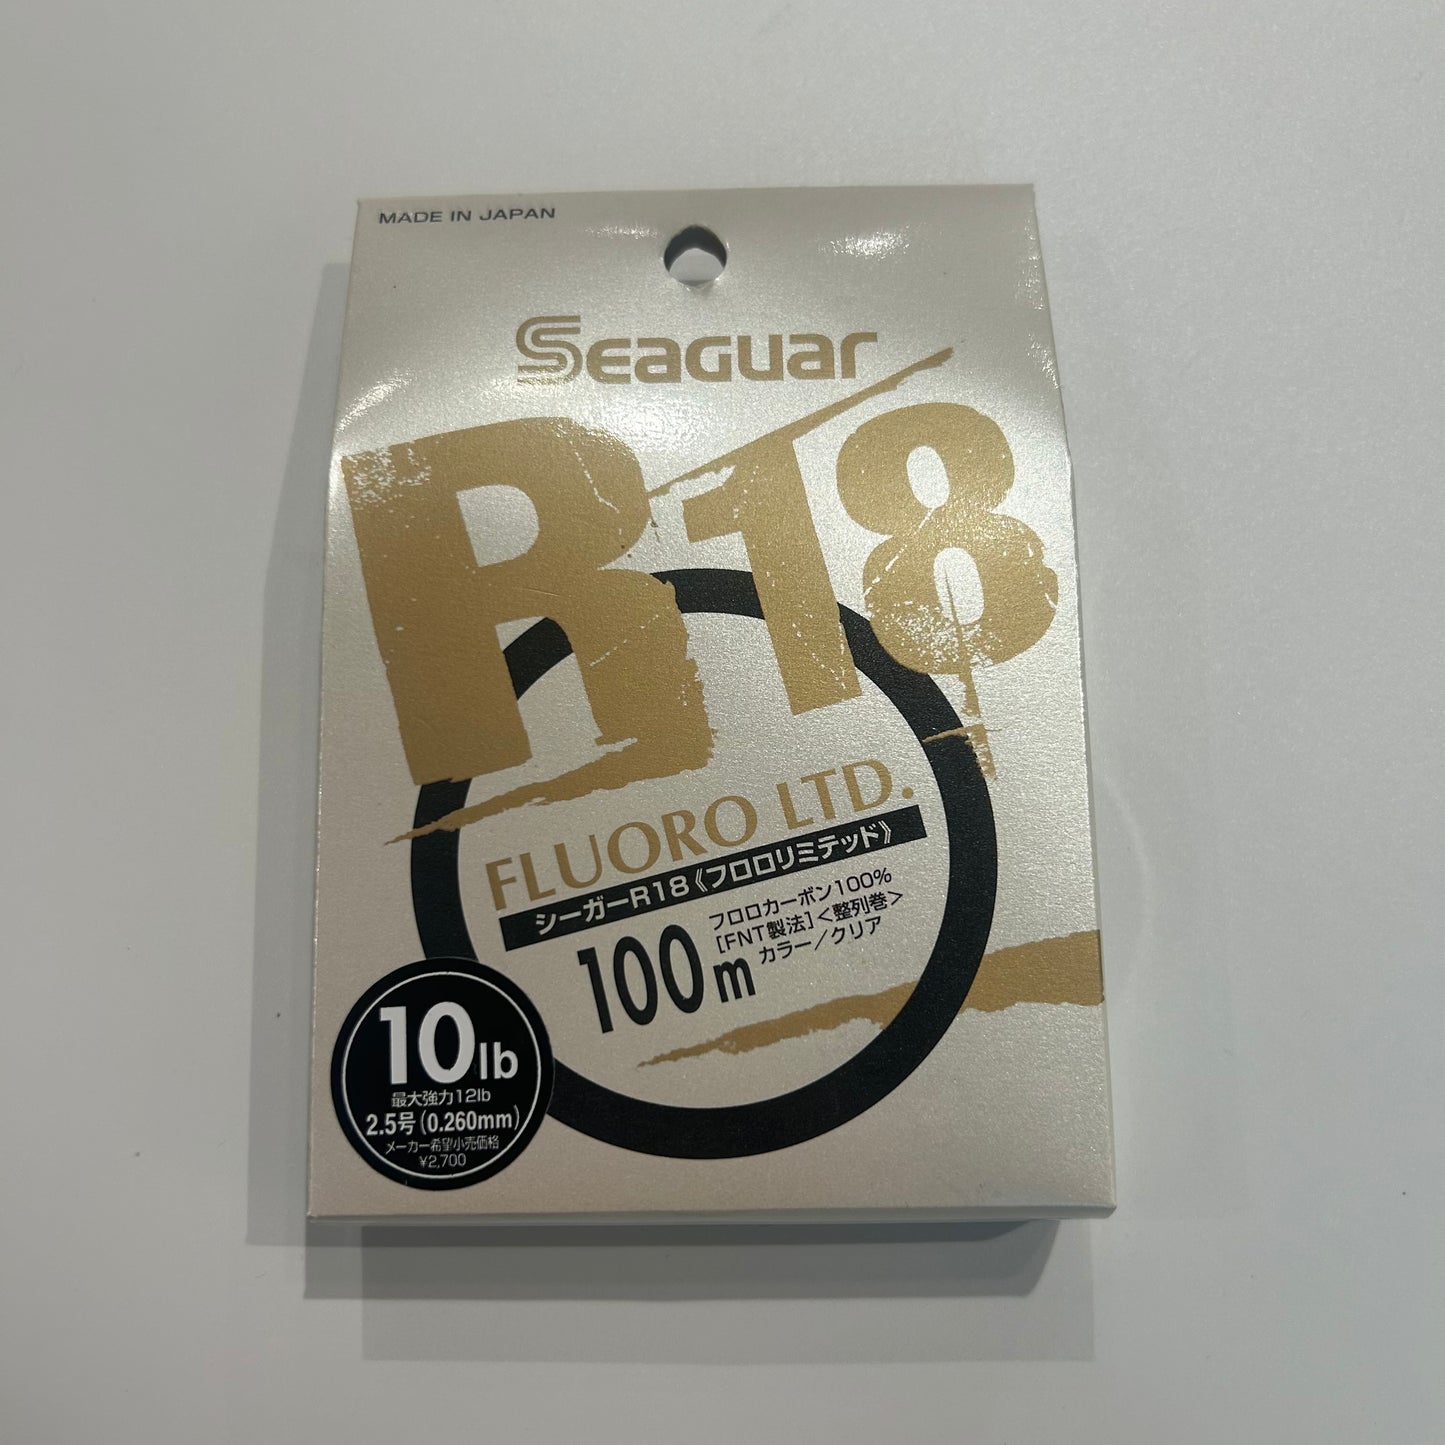 MADE IN JAPAN
SEAGUAR
R18
FLUORO LTD.
シーガーR18《フロロリミテッド》
100m
フロロカーボン100%
[FNT製法]<整列巻>
カラー/クリア
10lb
最大強力12lb
2.5号(0.260mm)
メーカー希望小売価格
¥2,700